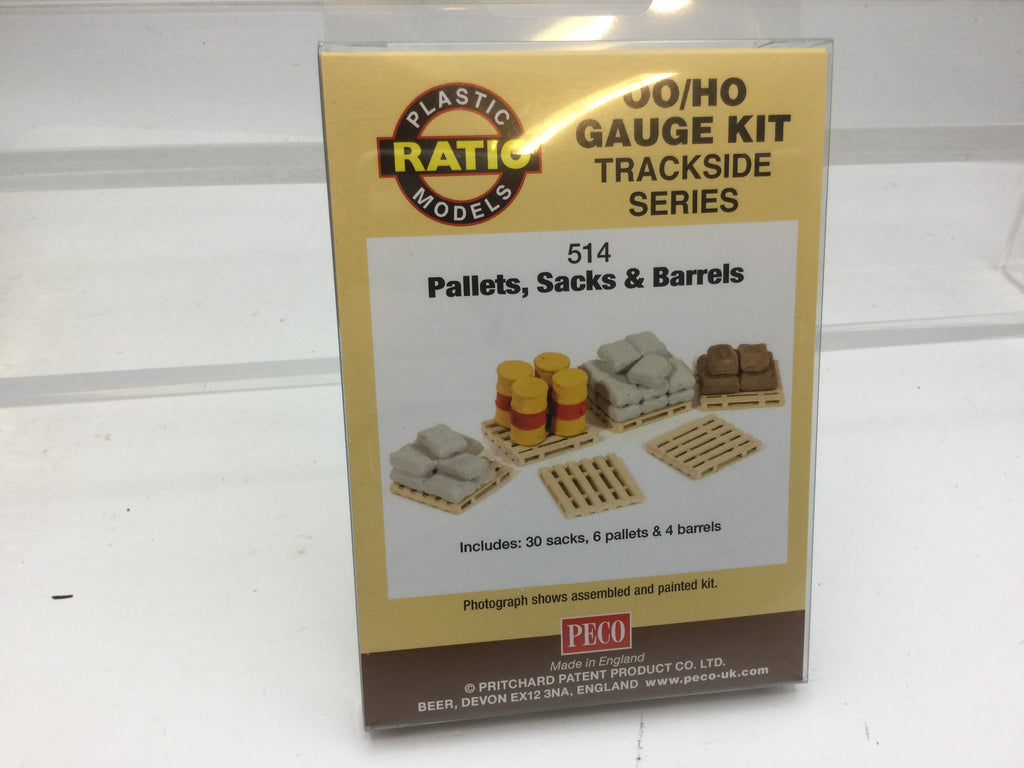 PLASTIC
RATIO
MODELS
OO/HO
GAUGE KIT
TRACKSIDE
SERIES
514
Pallets, Sacks & Barrels
Includes: 30 sacks, 6 pallets & 4 barrels
Photograph shows assembled and painted kit.
PECO
Made in England
© PRITCHARD PATENT PRODUCT CO. LTD.
BEER, DEVON EX12 3NA, ENGLAND www.peco-uk.com